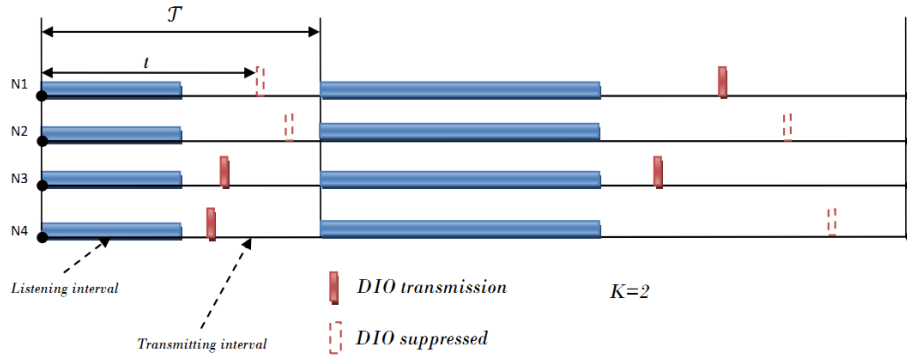 𝒯
t
N1
N2
N3
N4
Listening interval
DIO transmission
K=2
Transmitting interval
DIO suppressed